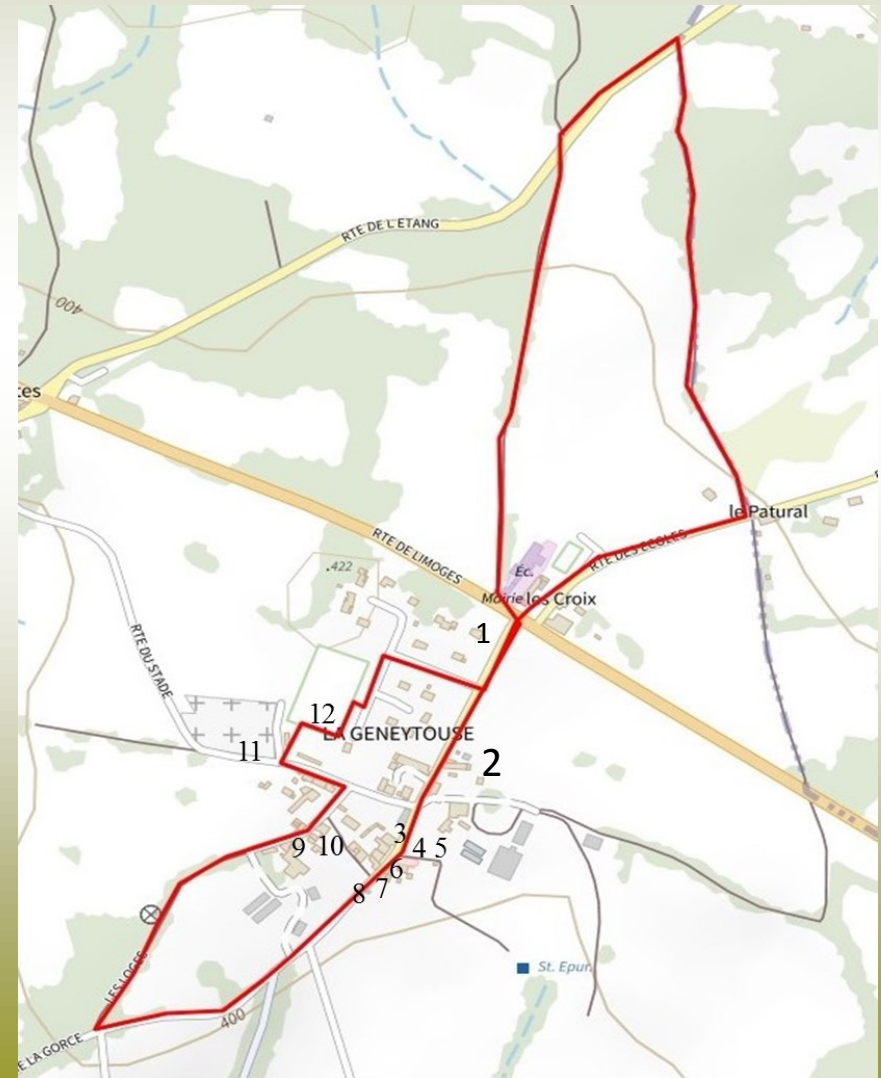 RTE DE L'ETANG
400
tes
le Patural
RTE DE LIMOGES
RTE DES ECOLES
.422
Éc.
Mairie les Croix
1
RTE DU STADE
12
LA GENEYTOUSE
11
2
3
9 10
4 5
6
7
8
LES LOGES
St. Epur.
400
E LA GORCE